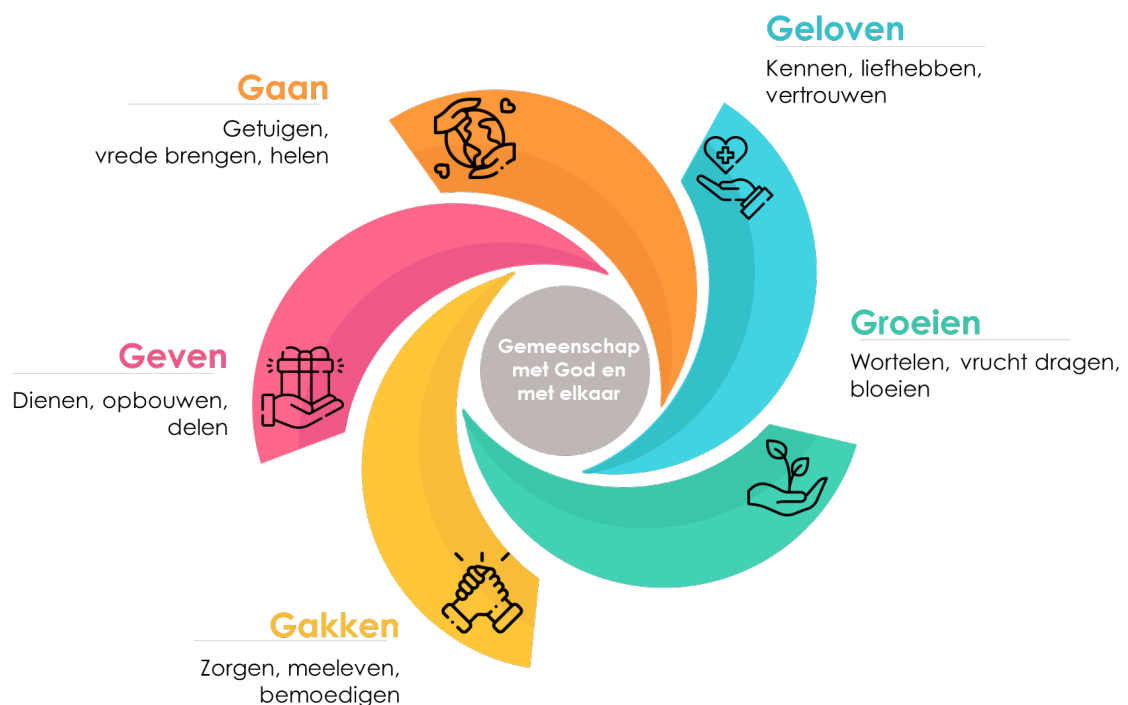 Geloven
Kennen, liefhebben,
vertrouwen
Groeien
Wortelen, vrucht dragen,
bloeien
Gakken
Zorgen, meeleven,
bemoedigen
Geven
Dienen, opbouwen,
delen
Gaan
Getuigen,
vrede brengen, helen
Gemeenschap
met God en
met elkaar